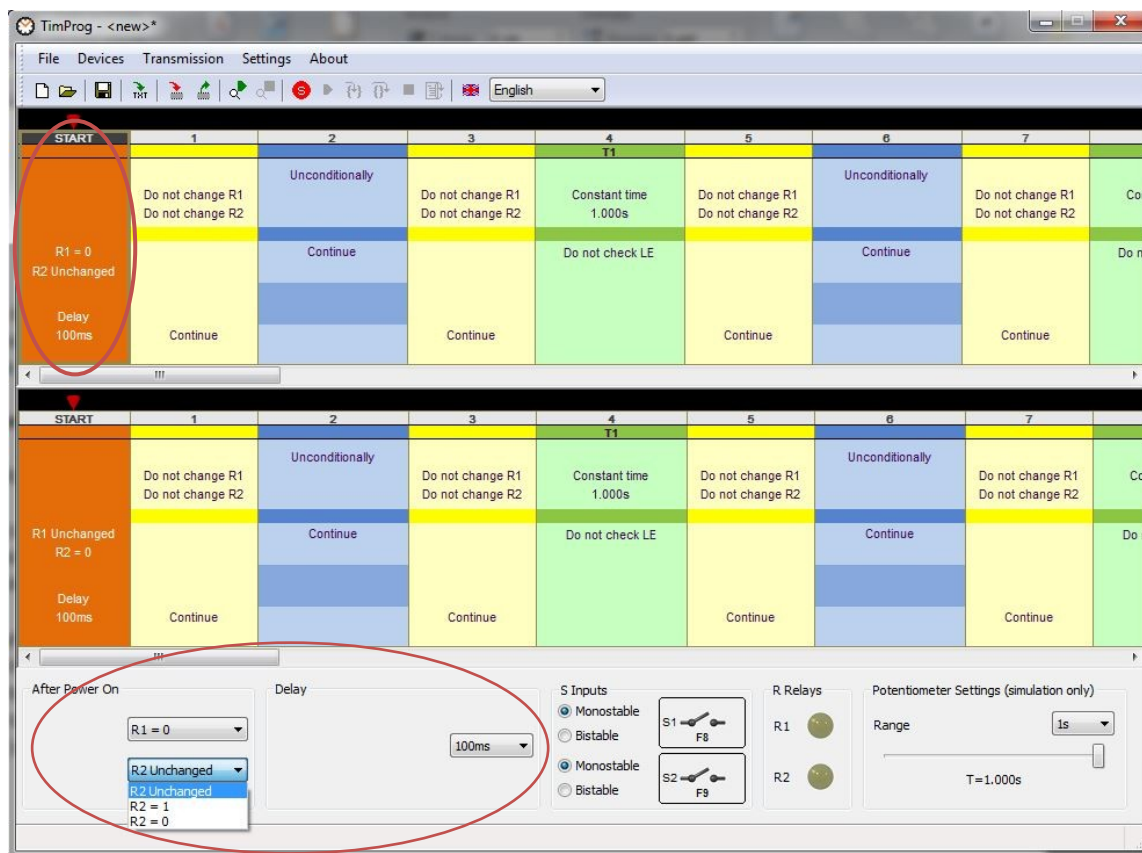 TimProg - <new>*
File Devices Transmission Settings About
TXT S English
START 1 2 3 4 5 6 7
T1
Unconditionally Unconditionally
Do not change R1 Do not change R1 Constant time Do not change R1 Do not change R1 Co
Do not change R2 Do not change R2 1.000s Do not change R2 Do not change R2
R1 = 0 Continue Do not check LE Continue Do n
R2 Unchanged
Delay
100ms Continue Continue Continue Continue
START 1 2 3 4 5 6 7
T1
Unconditionally Unconditionally
Do not change R1 Do not change R1 Constant time Do not change R1 Do not change R1 Co
Do not change R2 Do not change R2 1.000s Do not change R2 Do not change R2
R1 Unchanged Continue Do not check LE Continue Do
R2 = 0
Delay
100ms Continue Continue Continue Continue
After Power On
R1 = 0
R2 Unchanged
R2 Unchanged
R2 = 1
R2 = 0
Delay
100ms
S Inputs
Monostable
Bistable
S1 F8
Monostable
Bistable
S2 F9
R Relays
R1
R2
Potentiometer Settings (simulation only)
Range 1s
T=1.000s